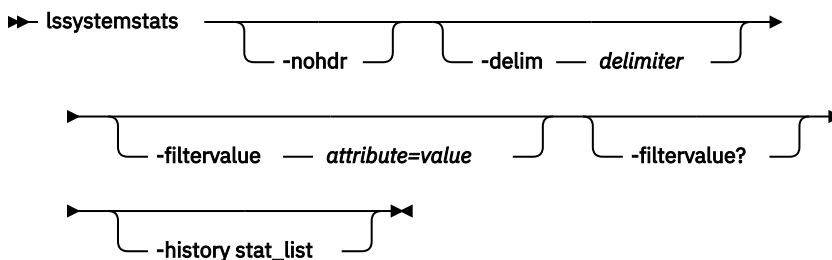 lssystemstats
-nohdr
-delim delimiter
-filtervalue attribute=value
-filtervalue?
-history stat_list